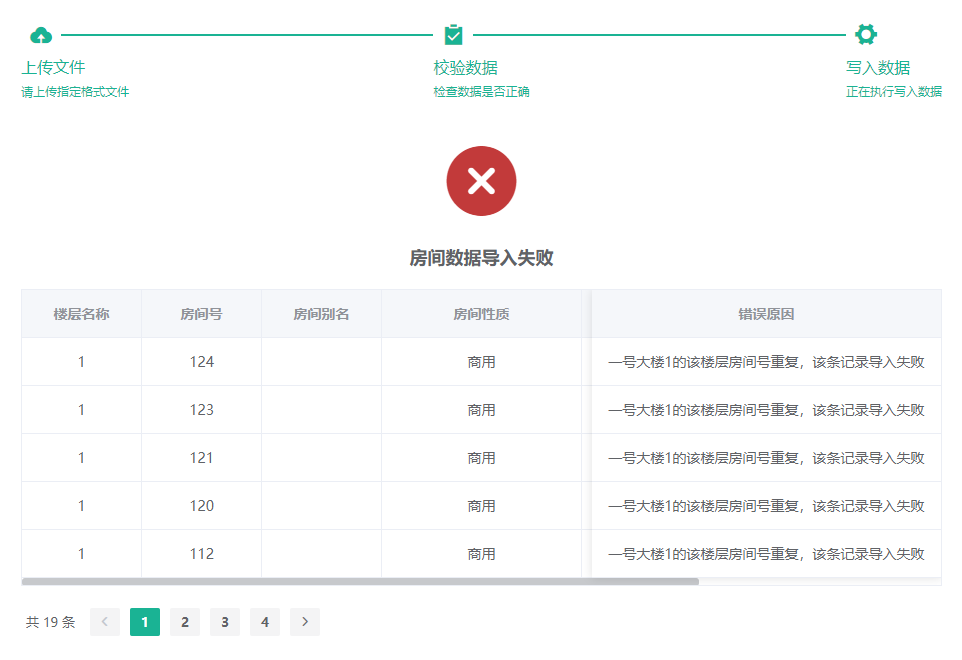 上传文件 校验数据 写入数据
请上传指定格式文件 检查数据是否正确 正在执行写入数据
房间数据导入失败
楼层名称 房间号 房间别名 房间性质 错误原因
1 124 商用 一号大楼1的该楼层房间号重复，该条记录导入失败
1 123 商用 一号大楼1的该楼层房间号重复，该条记录导入失败
1 121 商用 一号大楼1的该楼层房间号重复，该条记录导入失败
1 120 商用 一号大楼1的该楼层房间号重复，该条记录导入失败
1 112 商用 一号大楼1的该楼层房间号重复，该条记录导入失败
共 19 条 < 1 2 3 4 >